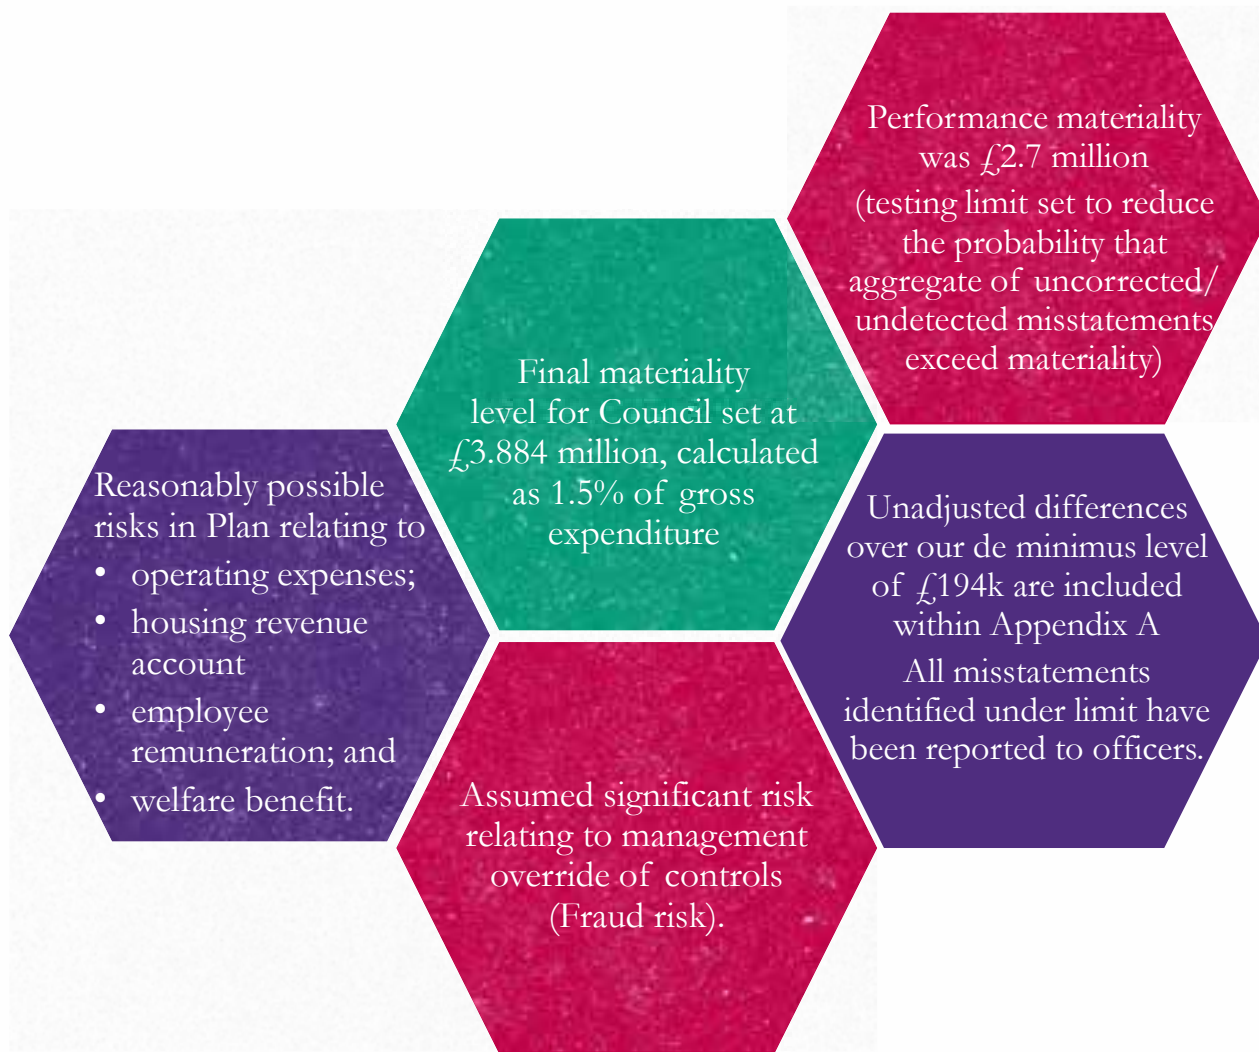 Performance materiality
was £2.7 million
(testing limit set to reduce
the probability that
aggregate of uncorrected/
undetected misstatements
exceed materiality)
Final materiality
level for Council set at
£3.884 million, calculated
as 1.5% of gross
expenditure
Reasonably possible
risks in Plan relating to
• operating expenses;
• housing revenue
account
• employee
remuneration; and
• welfare benefit.
Unadjusted differences
over our de minimus level
of £194k are included
within Appendix A
All misstatements
identified under limit have
been reported to officers.
Assumed significant risk
relating to management
override of controls
(Fraud risk).